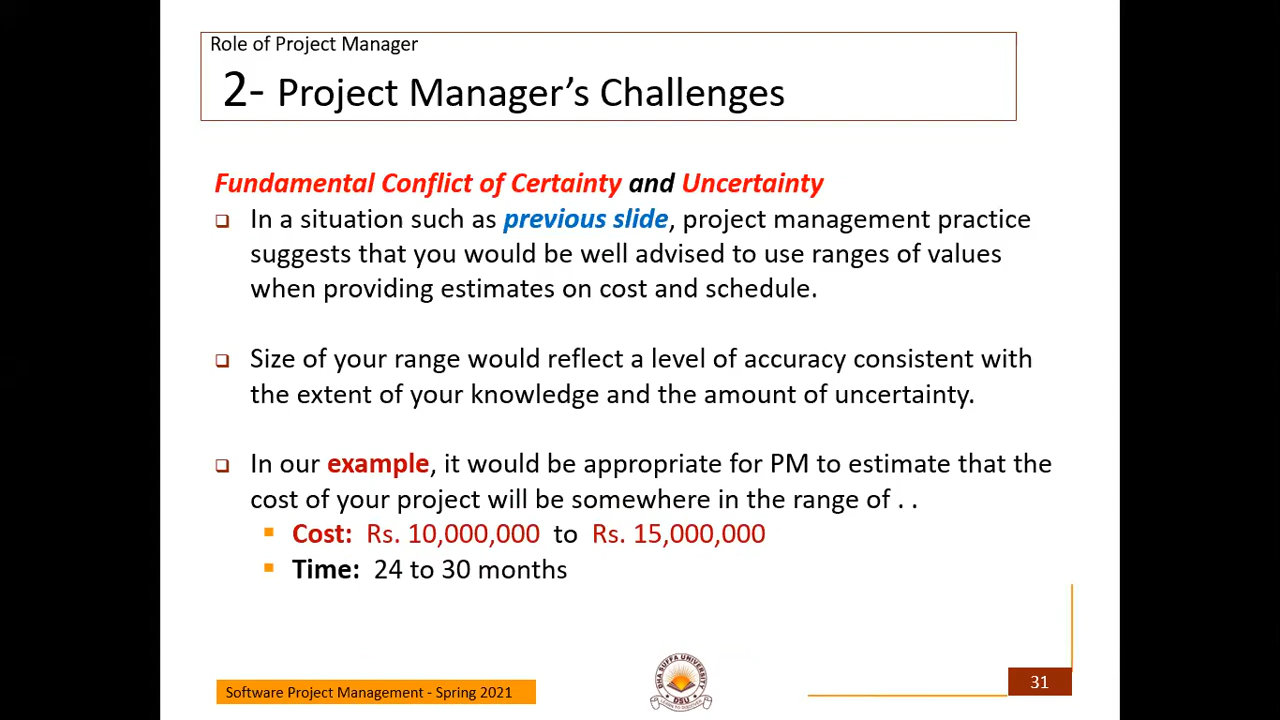 Role of Project Manager
2- Project Manager's Challenges
Fundamental Conflict of Certainty and Uncertainty
In a situation such as previous slide, project management practice
suggests that you would be well advised to use ranges of values
when providing estimates on cost and schedule.
Size of your range would reflect a level of accuracy consistent with
the extent of your knowledge and the amount of uncertainty.
In our example, it would be appropriate for PM to estimate that the
cost of your project will be somewhere in the range of . .
Cost: Rs. 10,000,000 to Rs. 15,000,000
Time: 24 to 30 months
Software Project Management - Spring 2021
DHA SUFFA UNIVERSITY
DSU
31